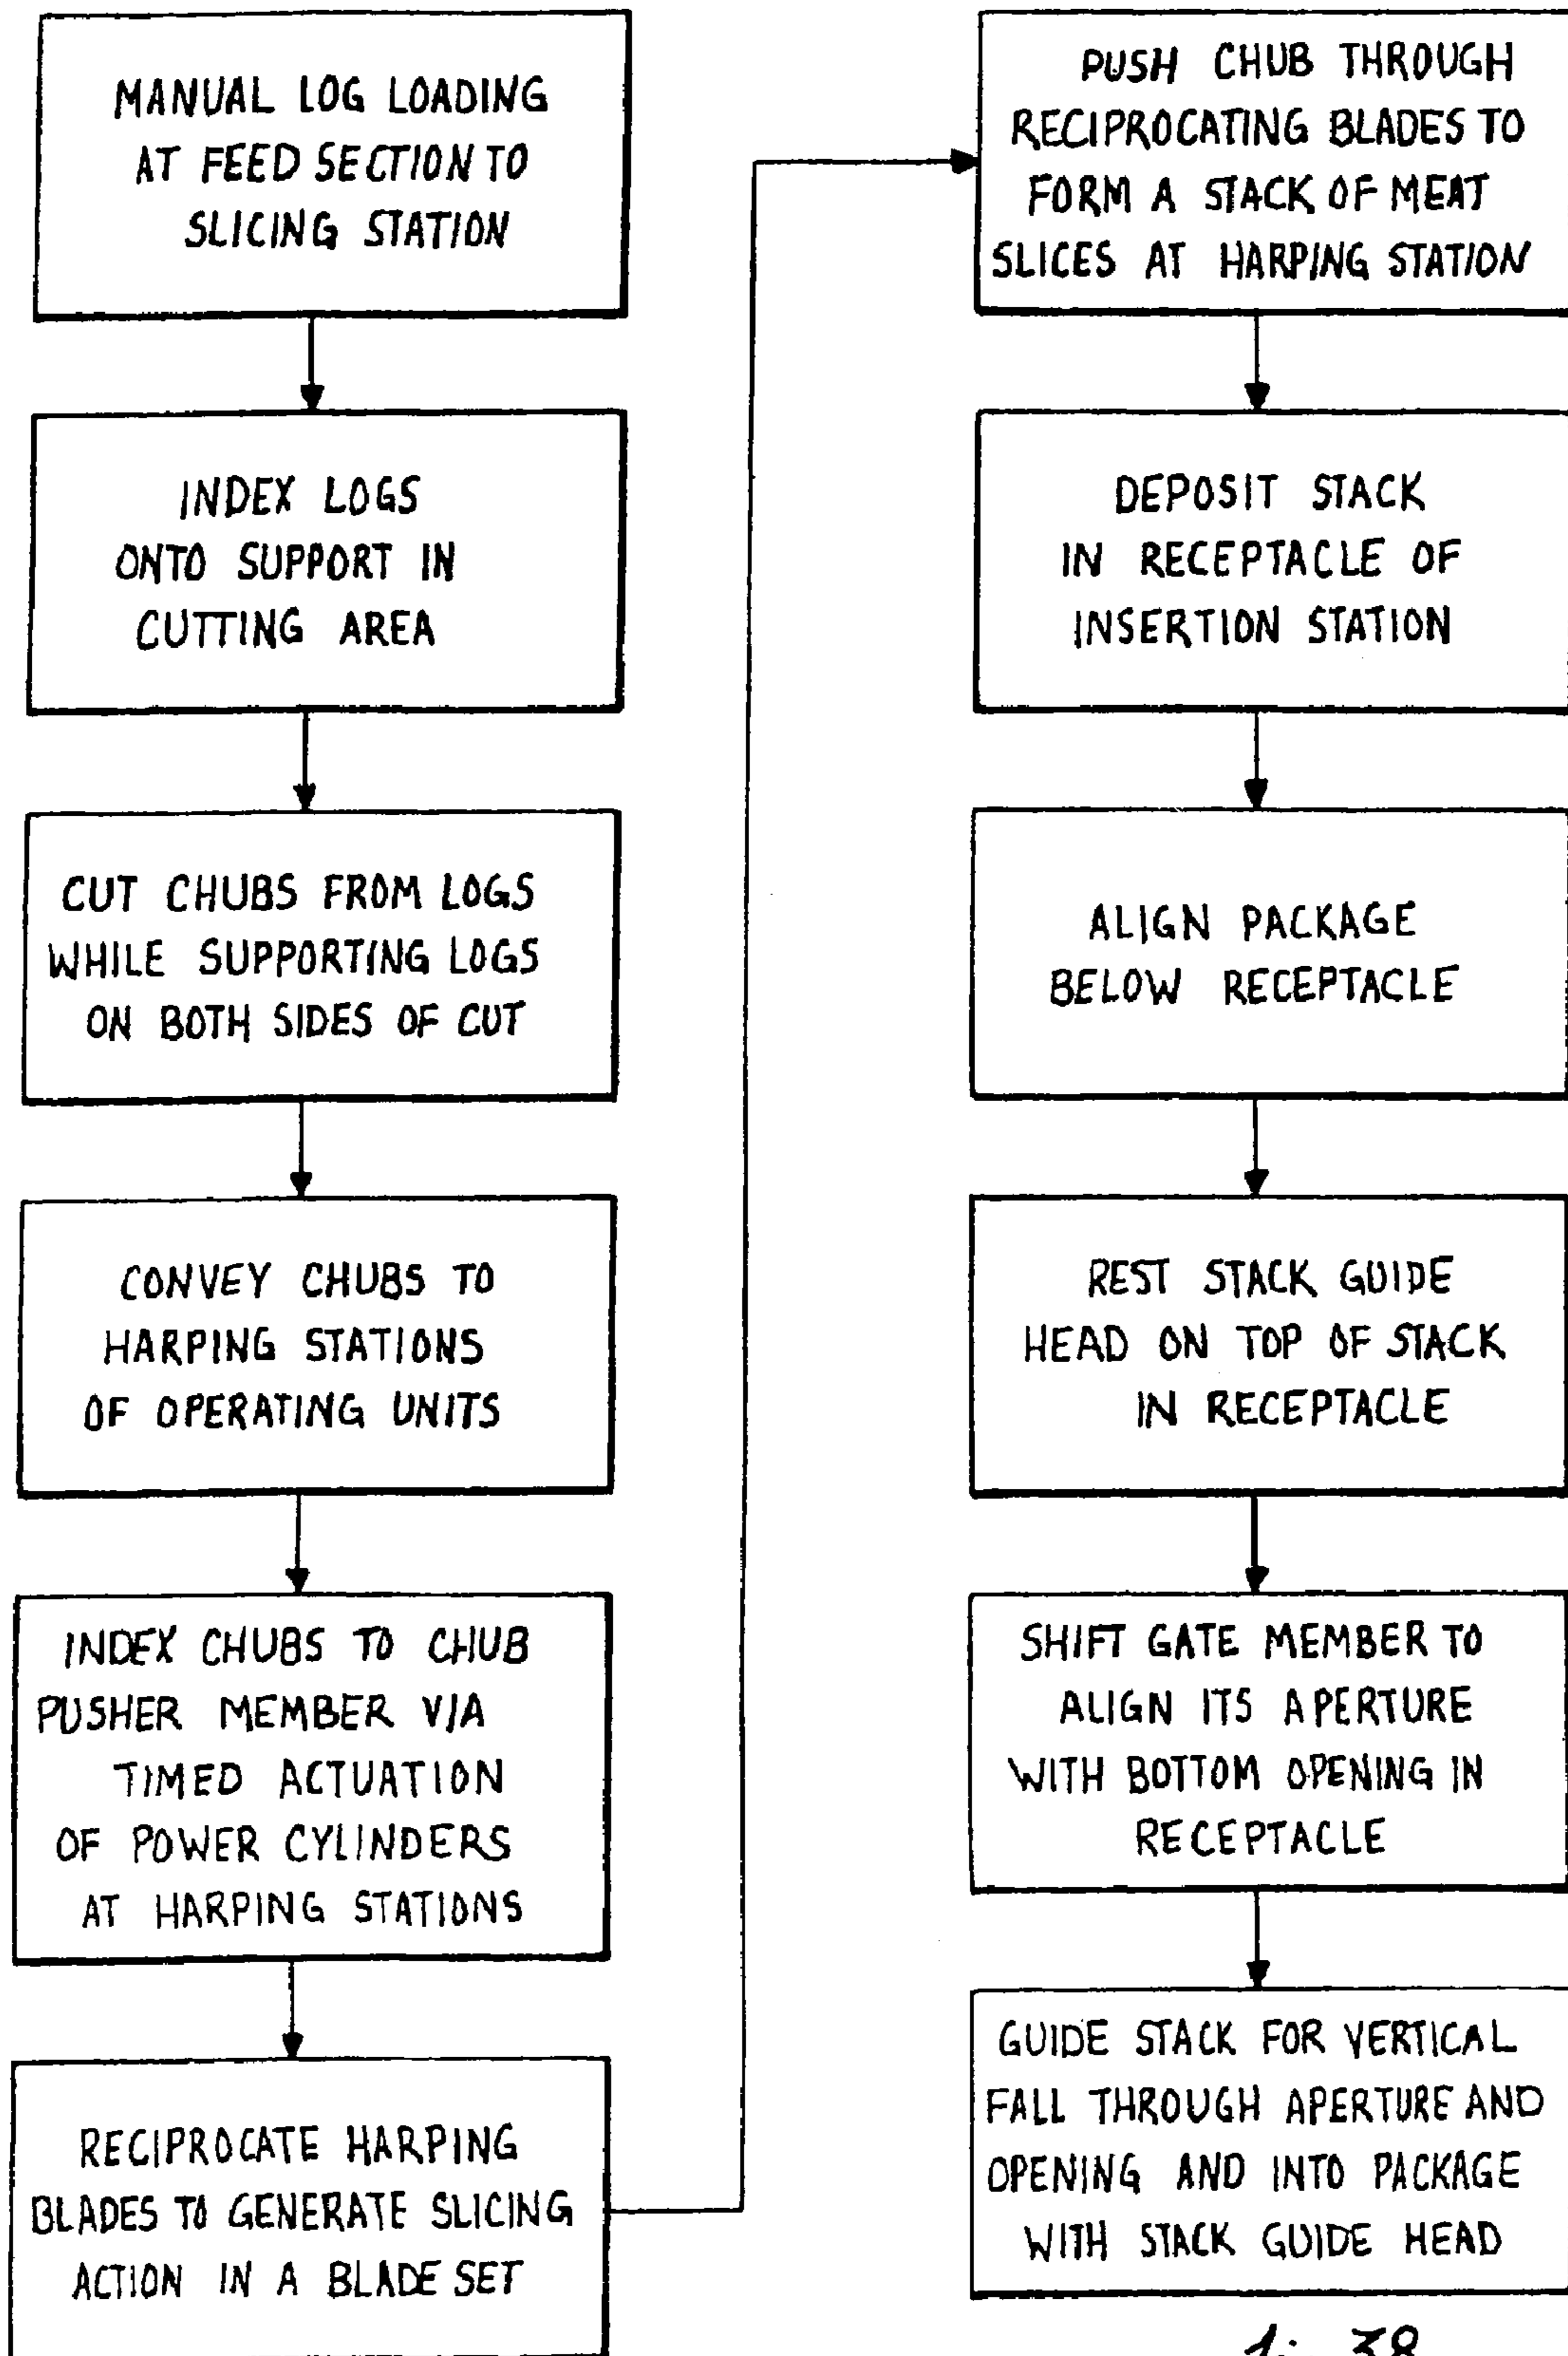 MANUAL LOG LOADING
AT FEED SECTION TO
SLICING STATION
INDEX LOGS
ONTO SUPPORT IN
CUTTING AREA
CUT CHUBS FROM LOGS
WHILE SUPPORTING LOGS
ON BOTH SIDES OF CUT
CONVEY CHUBS TO
HARPING STATIONS
OF OPERATING UNITS
INDEX CHUBS TO CHUB
PUSHER MEMBER VIA
TIMED ACTUATION
OF POWER CYLINDERS
AT HARPING STATIONS
RECIPROCATE HARPING
BLADES TO GENERATE SLICING
ACTION IN A BLADE SET
PUSH CHUB THROUGH
RECIPROCATING BLADES TO
FORM A STACK OF MEAT
SLICES AT HARPING STATION
DEPOSIT STACK
IN RECEPTACLE OF
INSERTION STATION
ALIGN PACKAGE
BELOW RECEPTACLE
REST STACK GUIDE
HEAD ON TOP OF STACK
IN RECEPTACLE
SHIFT GATE MEMBER TO
ALIGN ITS APERTURE
WITH BOTTOM OPENING IN
RECEPTACLE
GUIDE STACK FOR VERTICAL
FALL THROUGH APERTURE AND
OPENING AND INTO PACKAGE
WITH STACK GUIDE HEAD
38